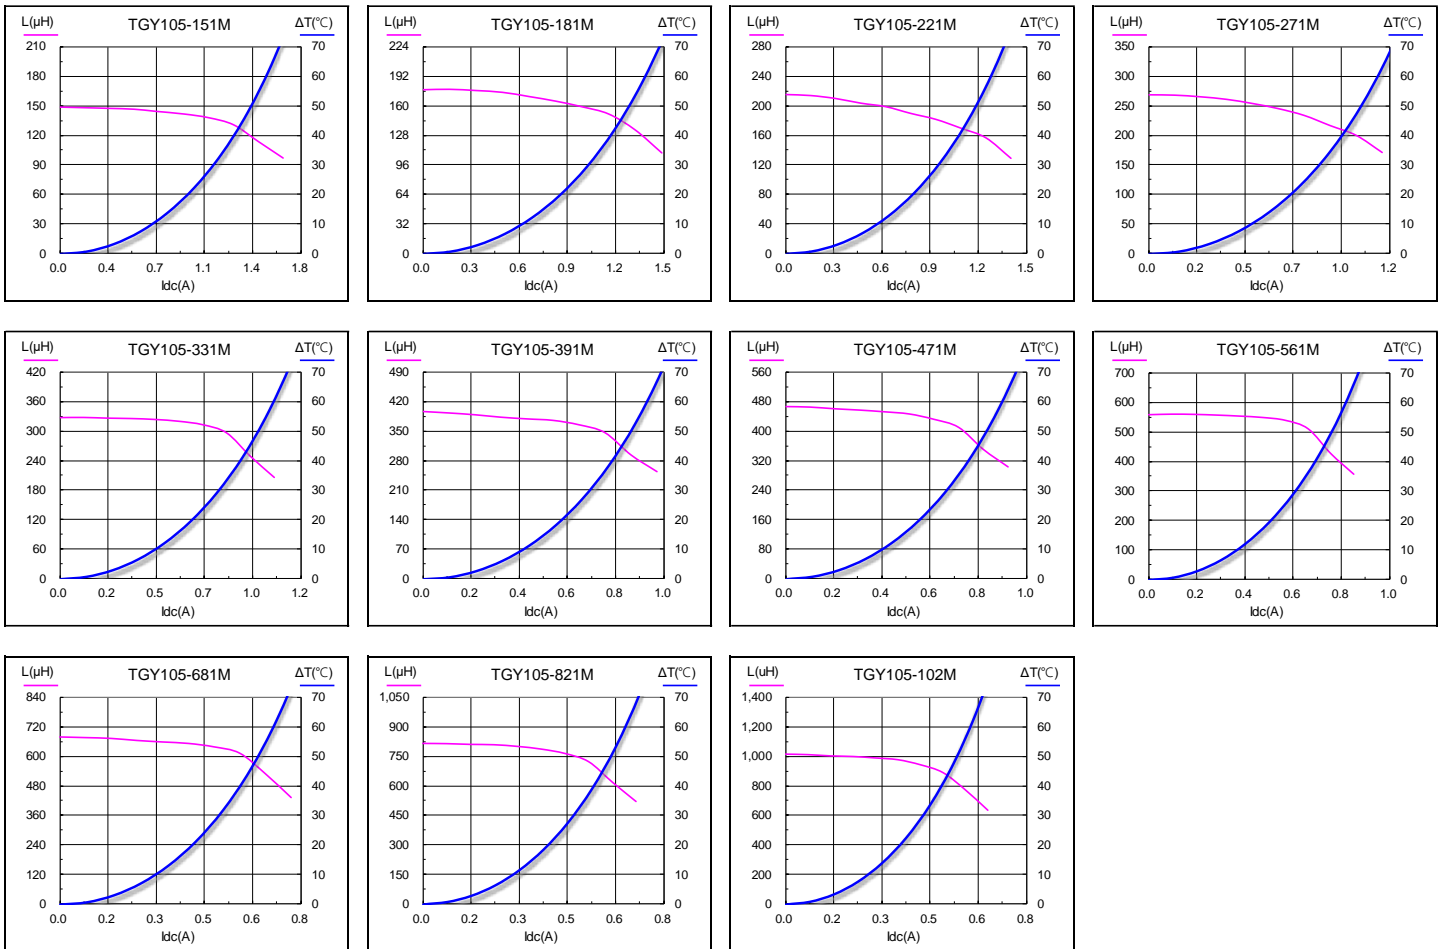 L(μH) TGY105-151M ΔT(℃)
210 70
180 60
150 50
120 40
90 30
60 20
30 10
0 0
0.0 0.4 0.7 1.1 1.4 1.8
Idc(A)
L(μH) TGY105-181M ΔT(℃)
224 70
192 60
160 50
128 40
96 30
64 20
32 10
0 0
0.0 0.3 0.6 0.9 1.2 1.5
Idc(A)
L(μH) TGY105-221M ΔT(℃)
280 70
240 60
200 50
160 40
120 30
80 20
40 10
0 0
0.0 0.3 0.6 0.9 1.2 1.5
Idc(A)
L(μH) TGY105-271M ΔT(℃)
350 70
300 60
250 50
200 40
150 30
100 20
50 10
0 0
0.0 0.2 0.5 0.7 1.0 1.2
Idc(A)
L(μH) TGY105-331M ΔT(℃)
420 70
360 60
300 50
240 40
180 30
120 20
60 10
0 0
0.0 0.2 0.5 0.7 1.0 1.2
Idc(A)
L(μH) TGY105-391M ΔT(℃)
490 70
420 60
350 50
280 40
210 30
140 20
70 10
0 0
0.0 0.2 0.4 0.6 0.8 1.0
Idc(A)
L(μH) TGY105-471M ΔT(℃)
560 70
480 60
400 50
320 40
240 30
160 20
80 10
0 0
0.0 0.2 0.4 0.6 0.8 1.0
Idc(A)
L(μH) TGY105-561M ΔT(℃)
700 70
600 60
500 50
400 40
300 30
200 20
100 10
0 0
0.0 0.2 0.4 0.6 0.8 1.0
Idc(A)
L(μH) TGY105-681M ΔT(℃)
840 70
720 60
600 50
480 40
360 30
240 20
120 10
0 0
0.0 0.2 0.3 0.5 0.6 0.8
Idc(A)
L(μH) TGY105-821M ΔT(℃)
1,050 70
900 60
750 50
600 40
450 30
300 20
150 10
0 0
0.0 0.2 0.3 0.5 0.6 0.8
Idc(A)
L(uH) TGY105-102M ΔT(℃)
1,400 70
1,200 60
1,000 50
800 40
600 30
400 20
200 10
0 0
0.0 0.2 0.3 0.5 0.6 0.8
Idc(A)